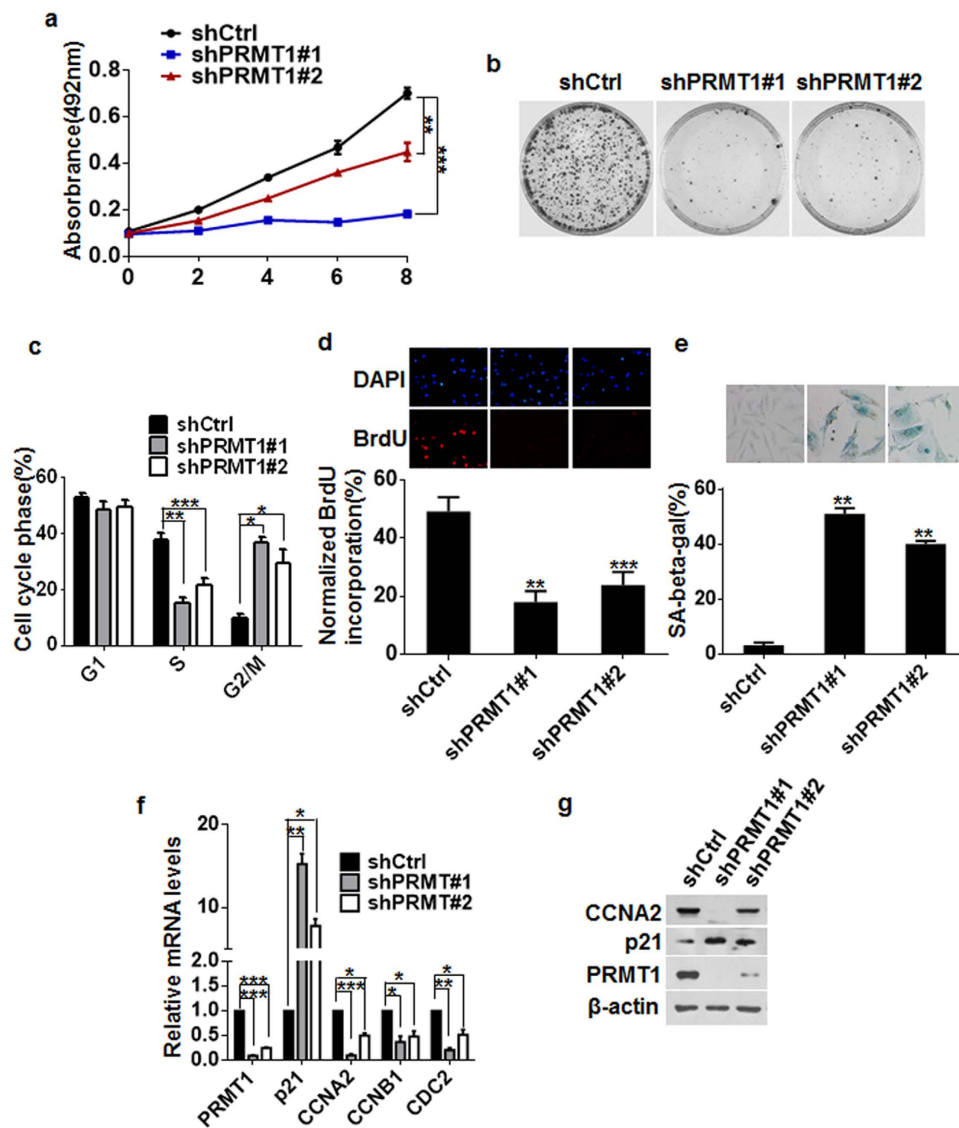 a
shCtrl
shPRMT1#1
shPRMT1#2
Absorbrance(492nm)
0.8
0.6
0.4
0.2
0.0
0 2 4 6 8
**
***
b
shCtrl shPRMT1#1 shPRMT1#2
c
shCtrl
shPRMT1#1
shPRMT1#2
Cell cycle phase(%)
60
40
20
0
***
**
*
*
G1 S G2/M
d
DAPI
BrdU
Normalized BrdU
incorporation(%)
60
40
20
0
**
***
shCtrl
shPRMT1#1
shPRMT1#2
e
SA-beta-gal(%)
60
40
20
0
**
**
shCtrl
shPRMT1#1
shPRMT1#2
f
shCtrl
shPRMT#1
shPRMT#2
Relative mRNA levels
20
10
2.0
1.5
1.0
0.5
0.0
*
**
***
***
*
***
*
*
*
**
PRMT1
p21
CCNA2
CCNB1
CDC2
g
shCtrl
shPRMT1#1
shPRMT1#2
CCNA2
p21
PRMT1
β-actin